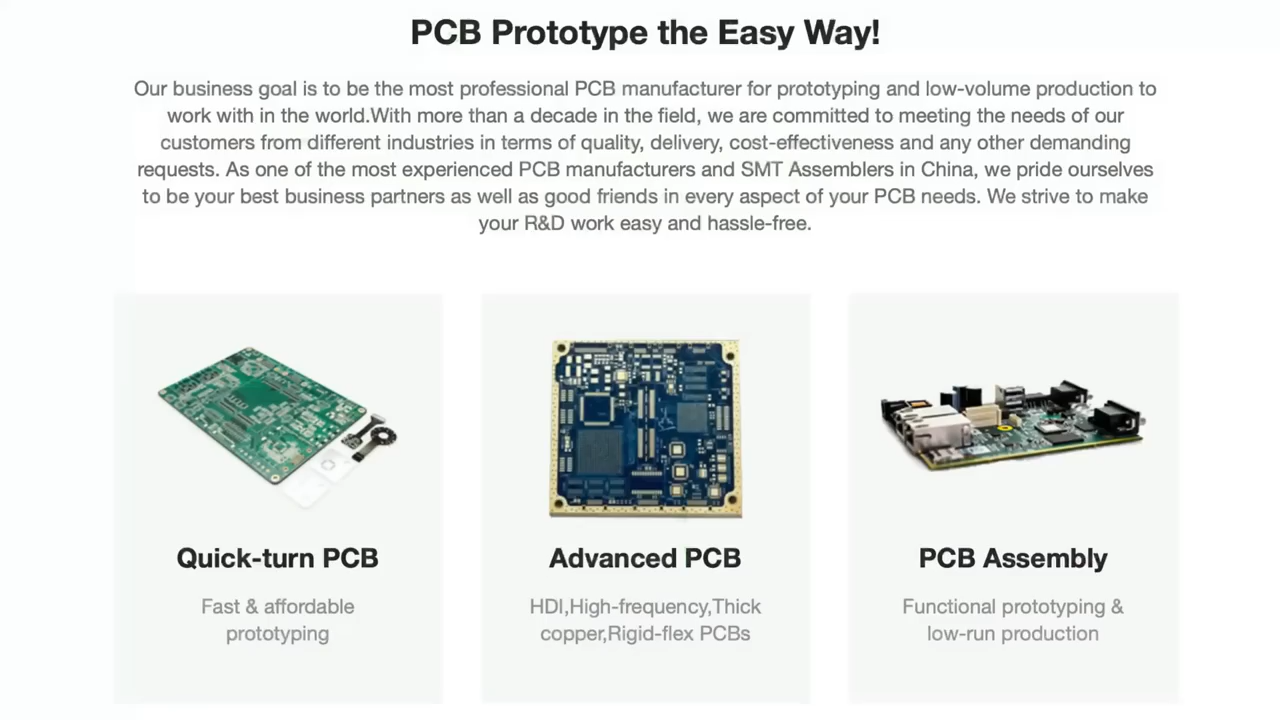 PCB Prototype the Easy Way!
Our business goal is to be the most professional PCB manufacturer for prototyping and low-volume production to
work with in the world.With more than a decade in the field, we are committed to meeting the needs of our
customers from different industries in terms of quality, delivery, cost-effectiveness and any other demanding
requests. As one of the most experienced PCB manufacturers and SMT Assemblers in China, we pride ourselves
to be your best business partners as well as good friends in every aspect of your PCB needs. We strive to make
your R&D work easy and hassle-free.
Quick-turn PCB
Fast & affordable
prototyping
Advanced PCB
HDI,High-frequency,Thick
copper,Rigid-flex PCBs
PCB Assembly
Functional prototyping &
low-run production